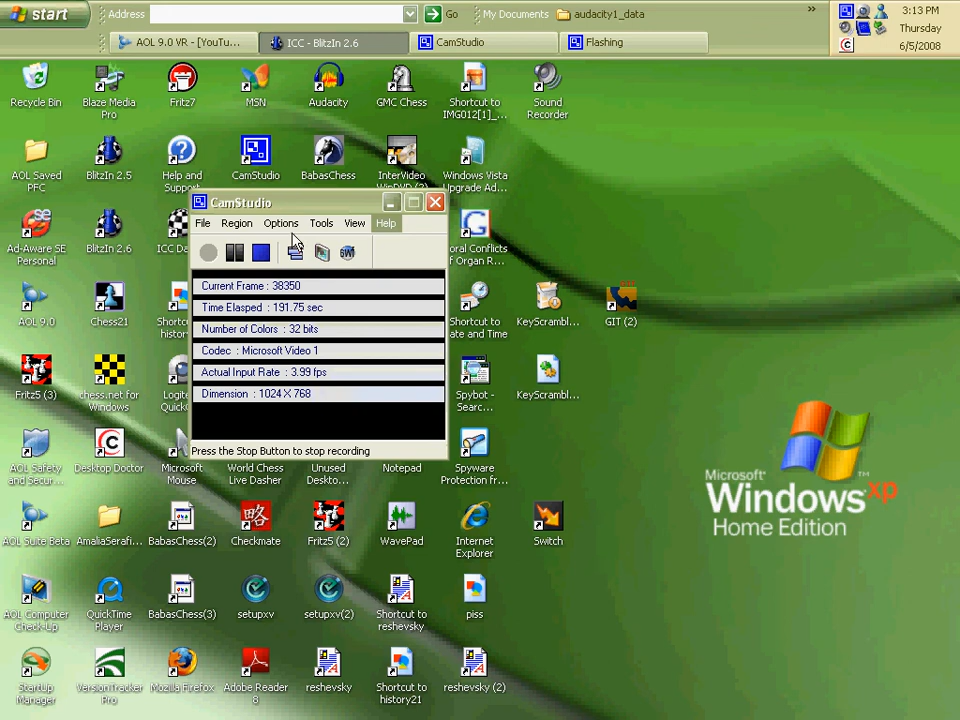 start
Address
Go
My Documents
audacity1_data
»
3:13 PM
Thursday
6/5/2008
AOL 9.0 VR - [YouTu...
ICC - BlitzIn 2.6
CamStudio
Flashing
Recycle Bin
Blaze Media
Pro
Fritz7
MSN
Audacity
GMC Chess
Shortcut to
IMG012[1]_...
Sound
Recorder
AOL Saved
PFC
BlitzIn 2.5
Help and
Support
CamStudio
BabasChess
InterVideo
WinDVD (2)
Windows Vista
Upgrade Ad...
Ad-Aware SE
Personal
BlitzIn 2.6
ICC Da
oral Conflicts
of Organ R...
CamStudio
File
Region
Options
Tools
View
Help
SWF
Current Frame : 38350
Time Elasped : 191.75 sec
Number of Colors : 32 bits
Codec : Microsoft Video 1
Actual Input Rate : 3.99 fps
Dimension : 1024 X 768
Press the Stop Button to stop recording
AOL 9.0
Chess21
Shortc
histor
Shortcut to
ate and Time
KeyScrambl...
GIT (2)
Fritz5 (3)
chess.net for
Windows
Logite
Quick
Spybot -
Searc...
KeyScrambl...
AOL Safety
and Secur...
Desktop Doctor
Microsoft
Mouse
World Chess
Live Dasher
Unused
Deskto...
Notepad
Spyware
Protection fr...
Microsoft®
Windows xp
Home Edition
AOL Suite Beta
AmaliaSerafi...
BabasChess(2)
略
Checkmate
Fritz5 (2)
WavePad
Internet
Explorer
Switch
AOL Computer
Check-Up
QuickTime
Player
BabasChess(3)
setupxv
setupxv(2)
Shortcut to
reshevsky
piss
StartUp
Manager
VersionTracker
Pro
Mozilla Firefox
Adobe Reader
8
reshevsky
Shortcut to
history21
reshevsky (2)